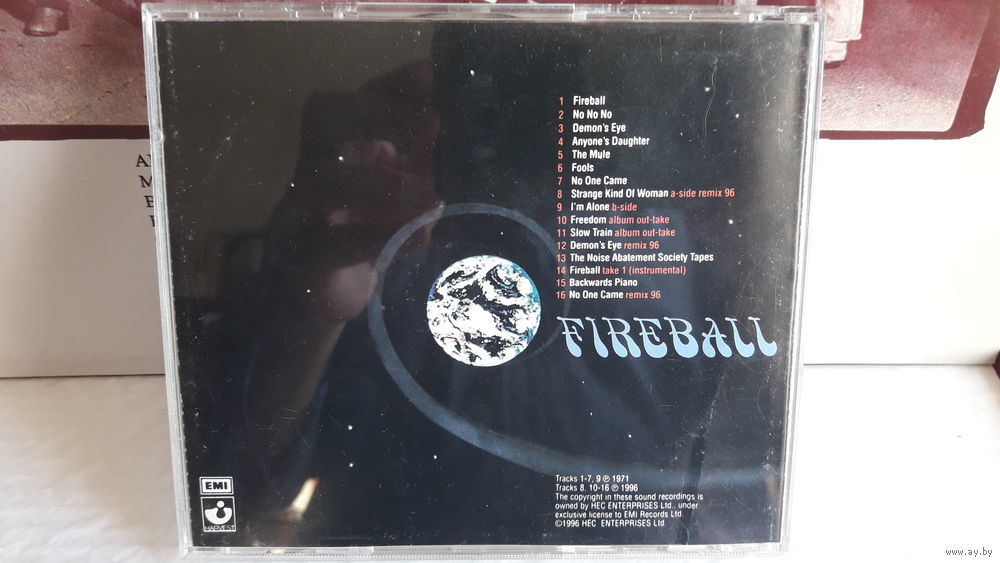 1 Fireball
2 No No No
3 Demon's Eye
4 Anyone's Daughter
5 The Mule
6 Fools
7 No One Came
8 Strange Kind Of Woman a-side remix 96
9 I'm Alone b-side
10 Freedom album out-take
11 Slow Train album out-take
12 Demon's Eye remix 96
13 The Noise Abatement Society Tapes
14 Fireball take 1 (instrumental)
15 Backwards Piano
16 No One Came remix 96
FIREBALL
Tracks 1-7, 9 ℗ 1971
Tracks 8, 10-16 ℗ 1996
The copyright in these sound recordings is
owned by HEC ENTERPRISES Ltd., under
exclusive license to EMI Records Ltd.
©1996 HEC ENTERPRISES Ltd.
EMI
HARVEST
www.ay.by